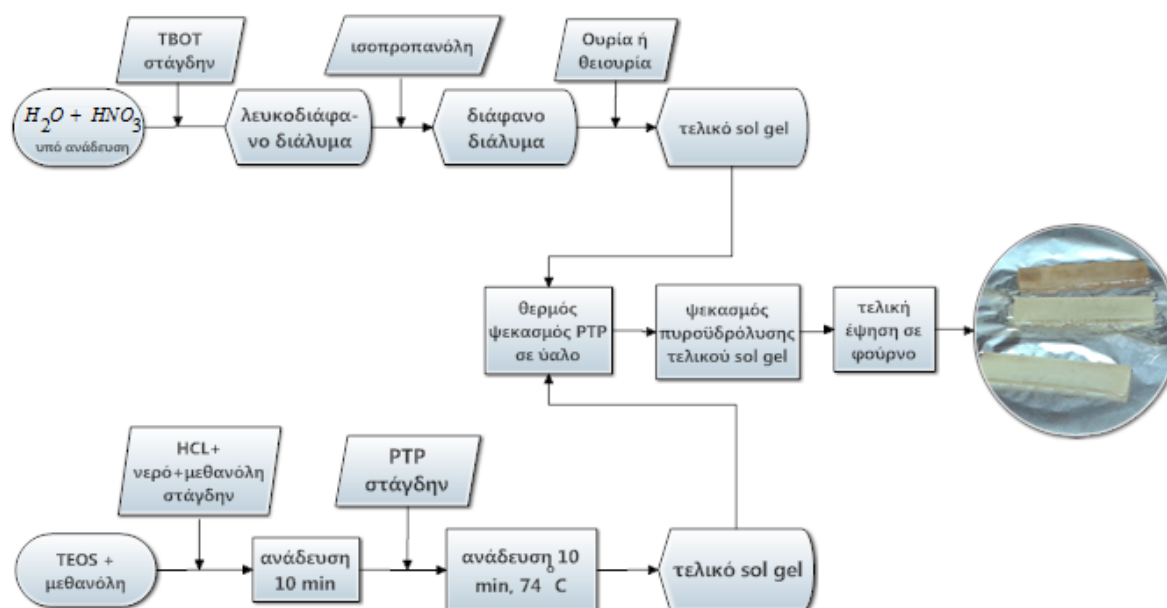 TBOT
στάγδην
ισοπροπανόλη
Ουρία ή
θειουρία
H₂O + HNO₃
υπό ανάδευση
λευκοδιάφα-
νο διάλυμα
διάφανο
διάλυμα
τελικό sol gel
θερμός
ψεκασμός PTP
σε ύαλο
ψεκασμός
πυροϋδρόλυσης
τελικού sol gel
τελική
έψηση σε
φούρνο
HCL+
νερό+μεθανόλη
στάγδην
PTP
στάγδην
TEOS +
μεθανόλη
ανάδευση
10 min
ανάδευση 10
min, 74 °C
τελικό sol gel